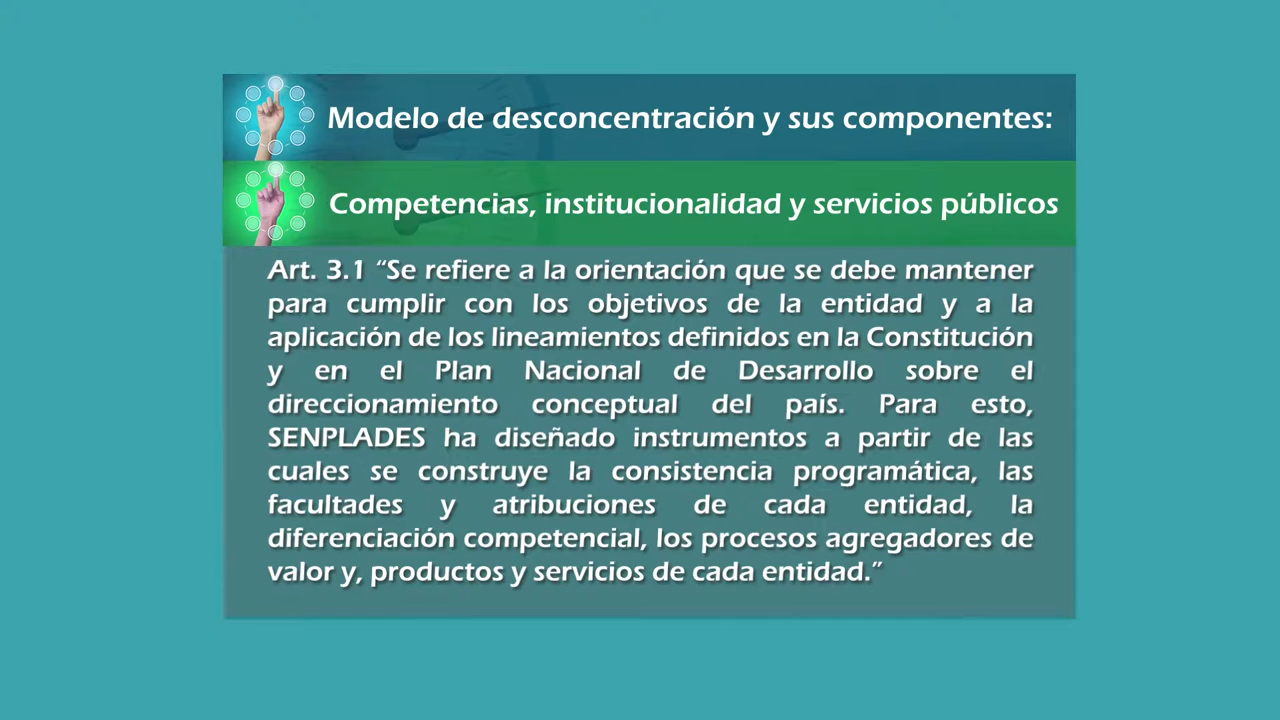 Modelo de desconcentración y sus componentes:
Competencias, institucionalidad y servicios públicos
Art. 3.1 “Se refiere a la orientación que se debe mantener
para cumplir con los objetivos de la entidad y a la
aplicación de los lineamientos definidos en la Constitución
y en el Plan Nacional de Desarrollo sobre el
direccionamiento conceptual del país. Para esto,
SENPLADES ha diseñado instrumentos a partir de las
cuales se construye la consistencia programática, las
facultades y atribuciones de cada entidad, la
diferenciación competencial, los procesos agregadores de
valor y, productos y servicios de cada entidad.”